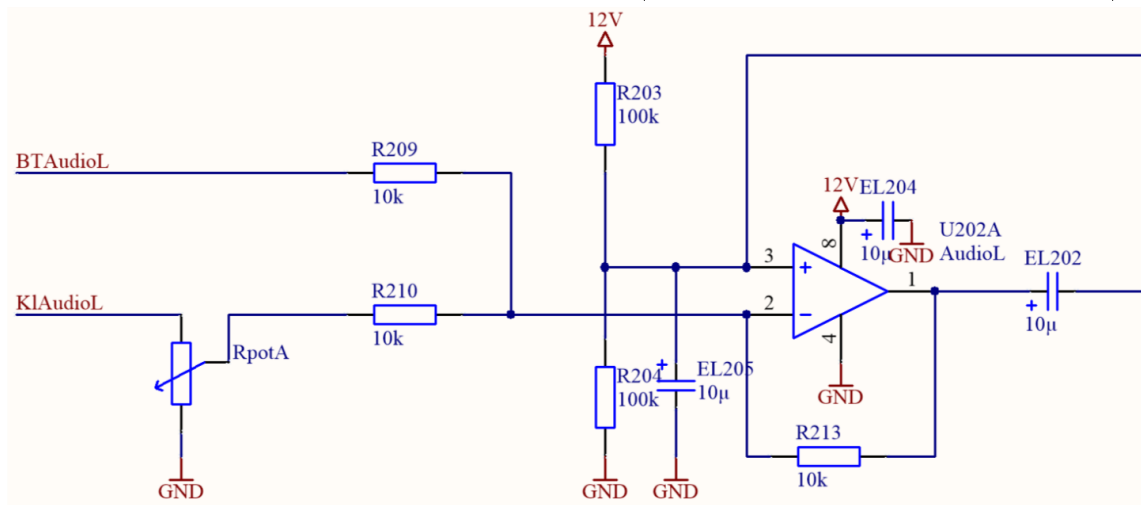 12V
R203
100k
BTAudioL
R209
10k
12V
EL204
10µ
GND
8
U202A
AudioL
3
+
1
EL202
10µ
KlAudioL
R210
10k
2
−
4
GND
RpotA
R204
100k
EL205
10µ
R213
10k
GND
GND
GND